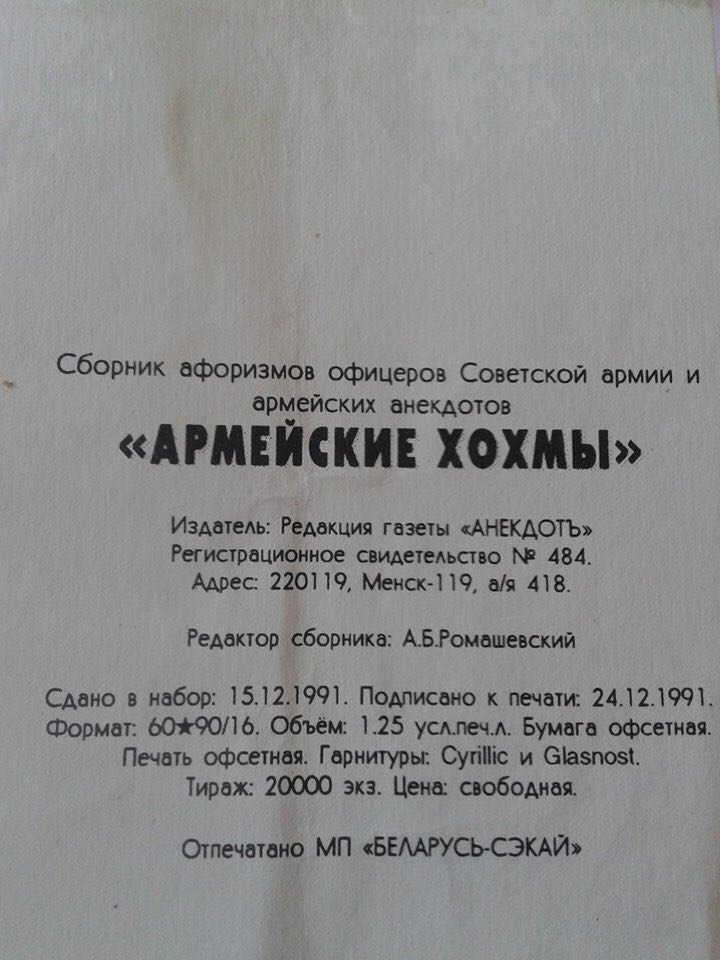 Сборник афоризмов офицеров Советской армии и
армейских анекдотов
«АРМЕЙСКИЕ ХОХМЫ»
Издатель: Редакция газеты «АНЕКДОТЪ»
Регистрационное свидетельство № 484.
Адрес: 220119, Менск-119, а/я 418.
Редактор сборника: А.Б.Ромашевский
Сдано в набор: 15.12.1991. Подписано к печати: 24.12.1991.
Формат: 60★90/16. Объём: 1.25 усл.печ.л. Бумага офсетная.
Печать офсетная. Гарнитуры: Cyrillic и Glasnost.
Тираж: 20000 экз. Цена: свободная.
Отпечатано МП «БЕЛАРУСЬ-СЭКАЙ»